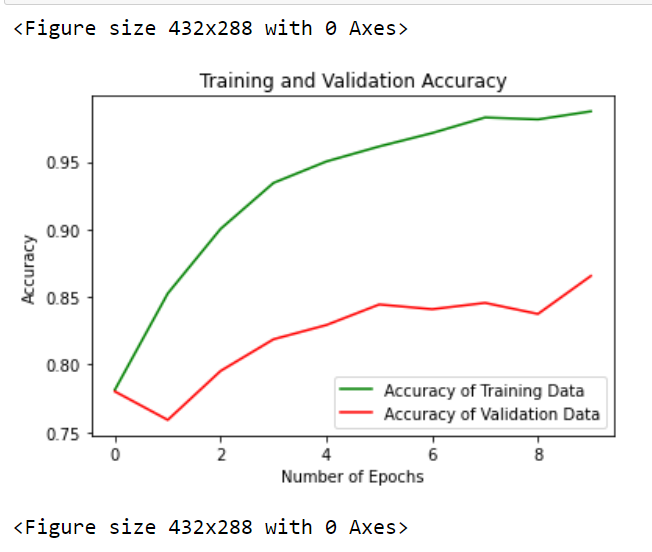 <Figure size 432x288 with 0 Axes>
Training and Validation Accuracy
0.95
0.90
0.85
0.80
0.75
Accuracy
Accuracy of Training Data
Accuracy of Validation Data
0 2 4 6 8
Number of Epochs
<Figure size 432x288 with 0 Axes>